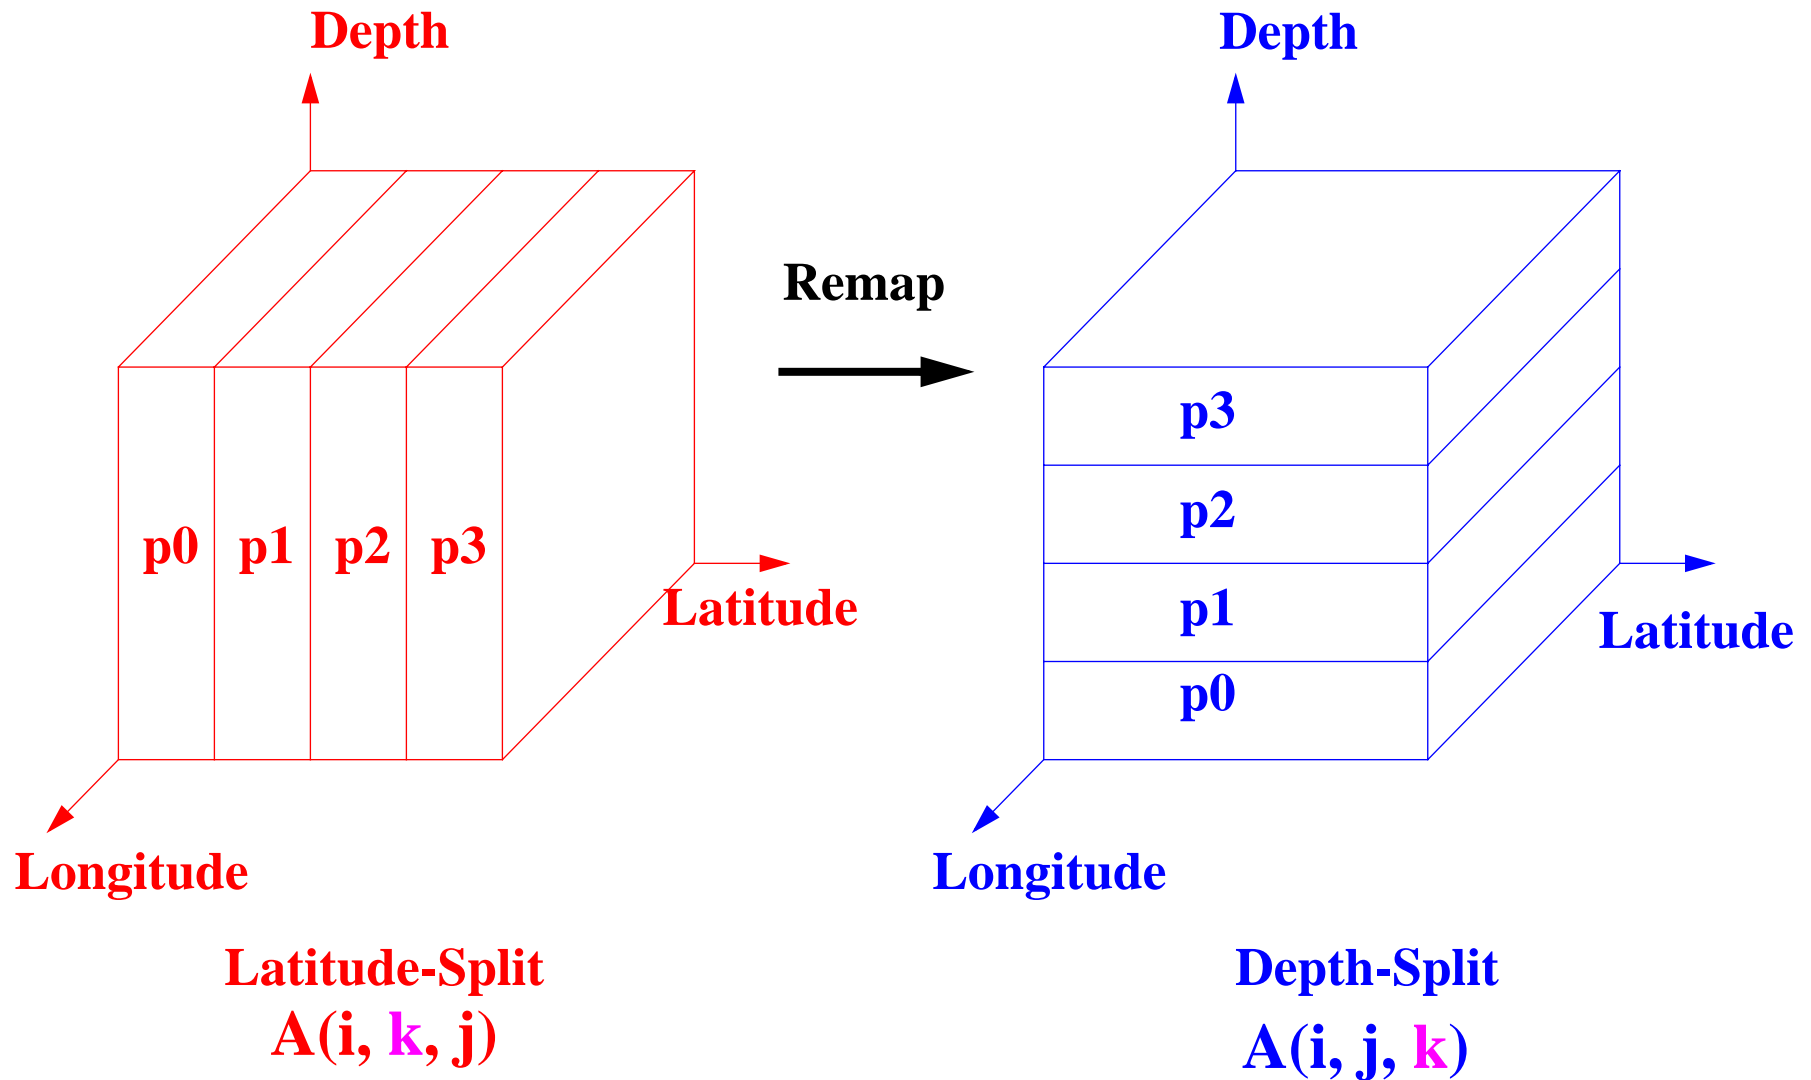 Depth
p0 p1 p2 p3
Latitude
Longitude
Latitude-Split
A(i, k, j)
Remap
Depth
p3
p2
p1
p0
Latitude
Longitude
Depth-Split
A(i, j, k)